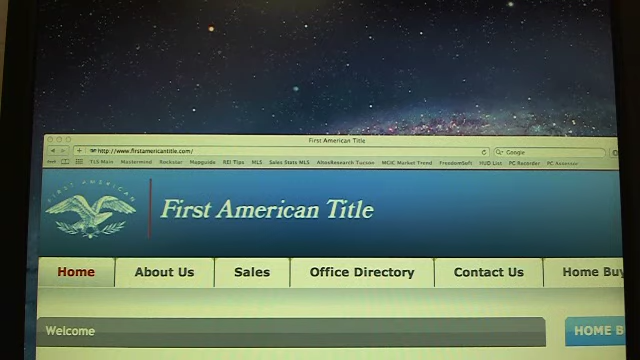 First American Title
http://www.firstamericantitle.com/
Google
TLS Main Mastermind Rockstar Mapguide REI Tips MLS Sales Stats MLS AltosResearch Tucson MGIC Market Trend FreedomSoft HUD List PC Recorder PC Assessor
FIRST AMERICAN
First American Title
Home About Us Sales Office Directory Contact Us Home Buy
Welcome
HOME B